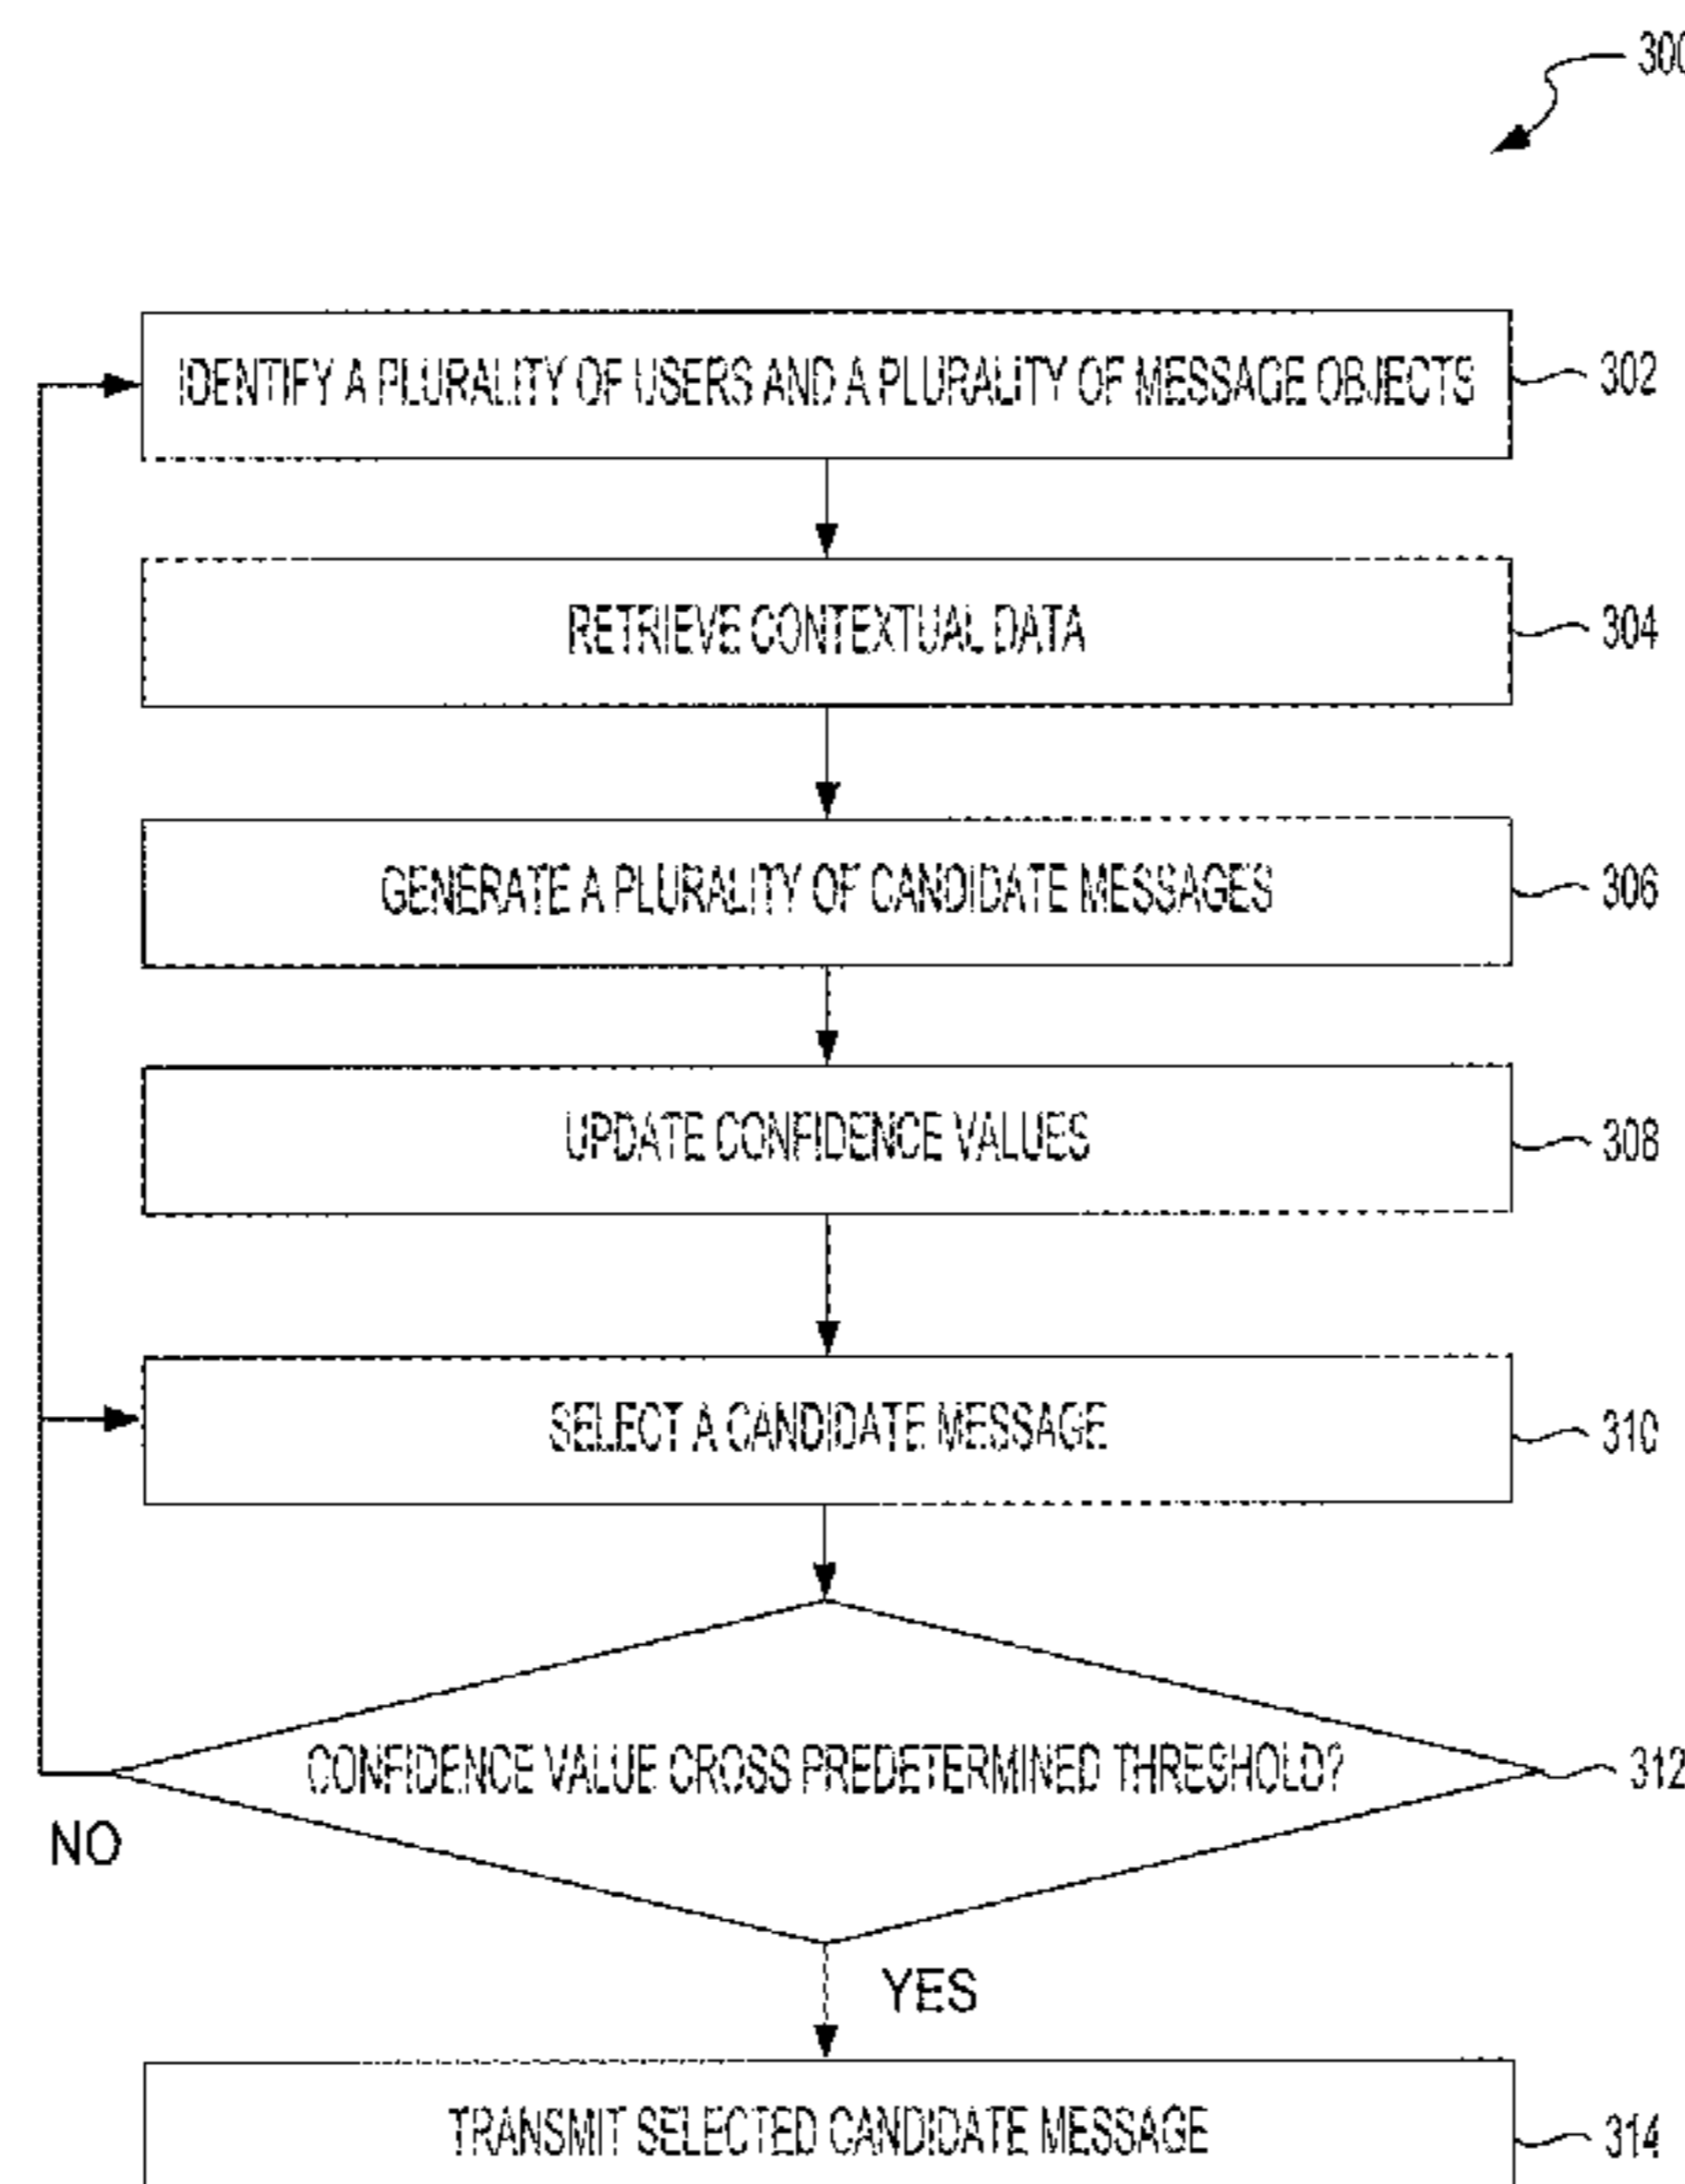 300
IDENTIFY A PLURALITY OF USERS AND A PLURALITY OF MESSAGE OBJECTS
302
RETRIEVE CONTEXTUAL DATA
304
GENERATE A PLURALITY OF CANDIDATE MESSAGES
306
UPDATE CONFIDENCE VALUES
308
SELECT A CANDIDATE MESSAGE
310
CONFIDENCE VALUE CROSS PREDETERMINED THRESHOLD?
312
NO
YES
TRANSMIT SELECTED CANDIDATE MESSAGE
314